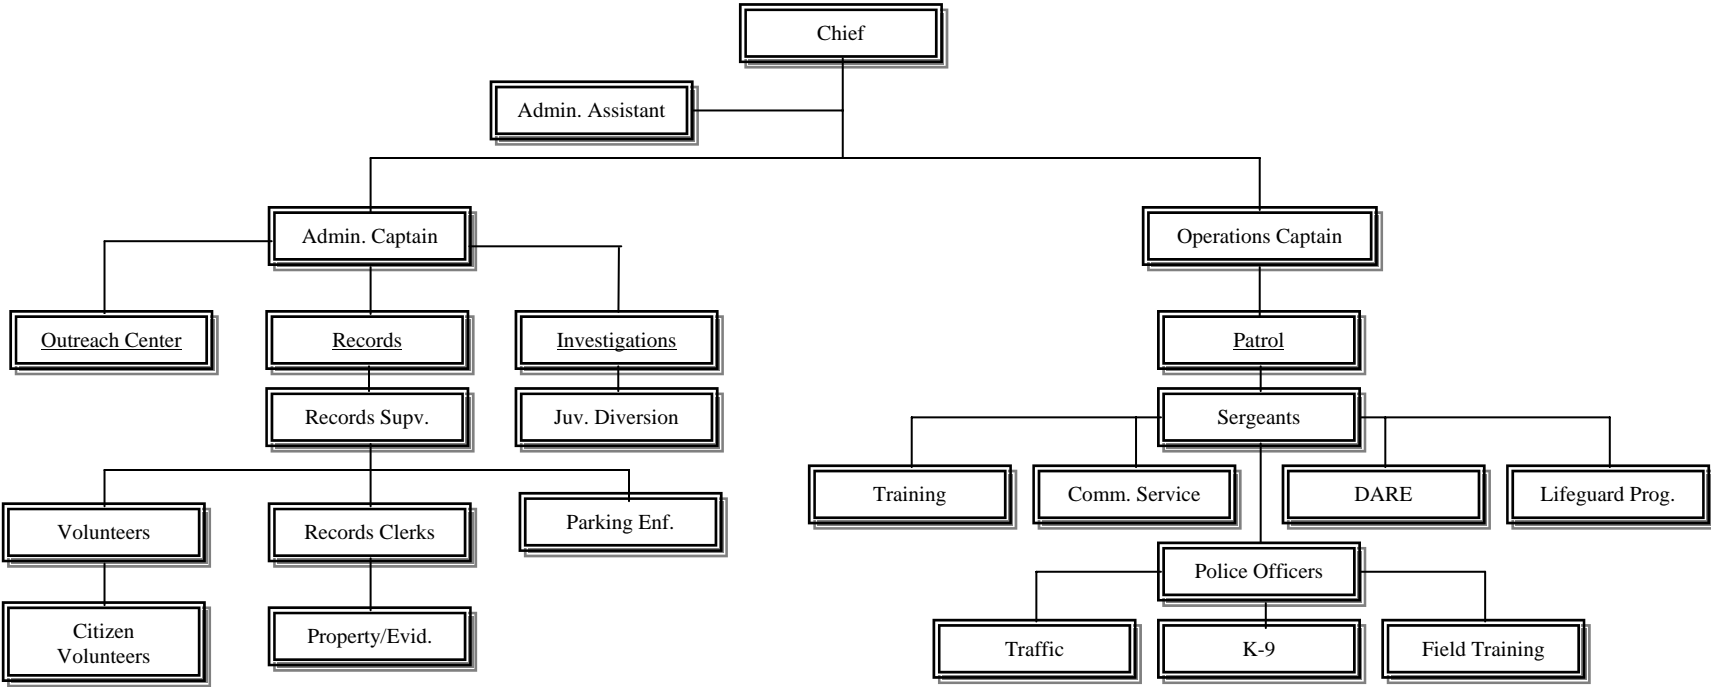 Chief
Admin. Assistant
Admin. Captain
Operations Captain
Outreach Center
Records
Investigations
Patrol
Records Supv.
Juv. Diversion
Sergeants
Training
Comm. Service
DARE
Lifeguard Prog.
Volunteers
Records Clerks
Parking Enf.
Police Officers
Citizen
Volunteers
Property/Evid.
Traffic
K-9
Field Training